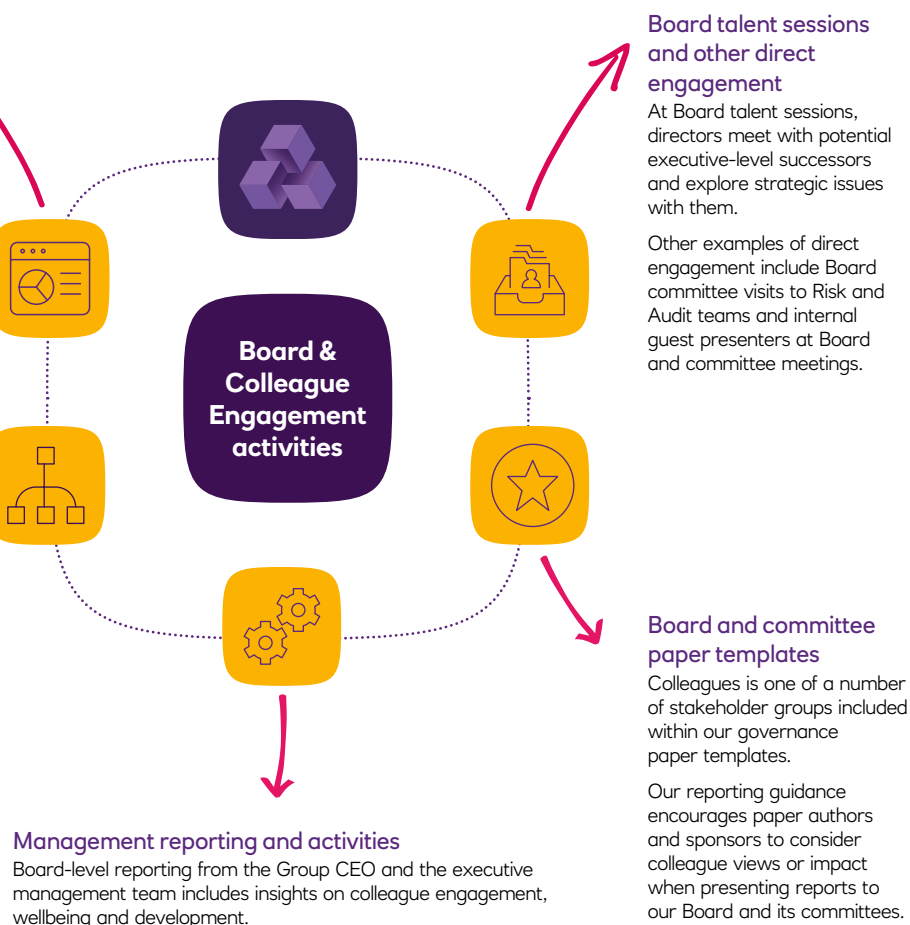 Board talent sessions
and other direct
engagement
At Board talent sessions,
directors meet with potential
executive-level successors
and explore strategic issues
with them.
Other examples of direct
engagement include Board
committee visits to Risk and
Audit teams and internal
guest presenters at Board
and committee meetings.
Board &
Colleague
Engagement
activities
Board and committee
paper templates
Colleagues is one of a number
of stakeholder groups included
within our governance
paper templates.
Our reporting guidance
encourages paper authors
and sponsors to consider
colleague views or impact
when presenting reports to
our Board and its committees.
Management reporting and activities
Board-level reporting from the Group CEO and the executive
management team includes insights on colleague engagement,
wellbeing and development.